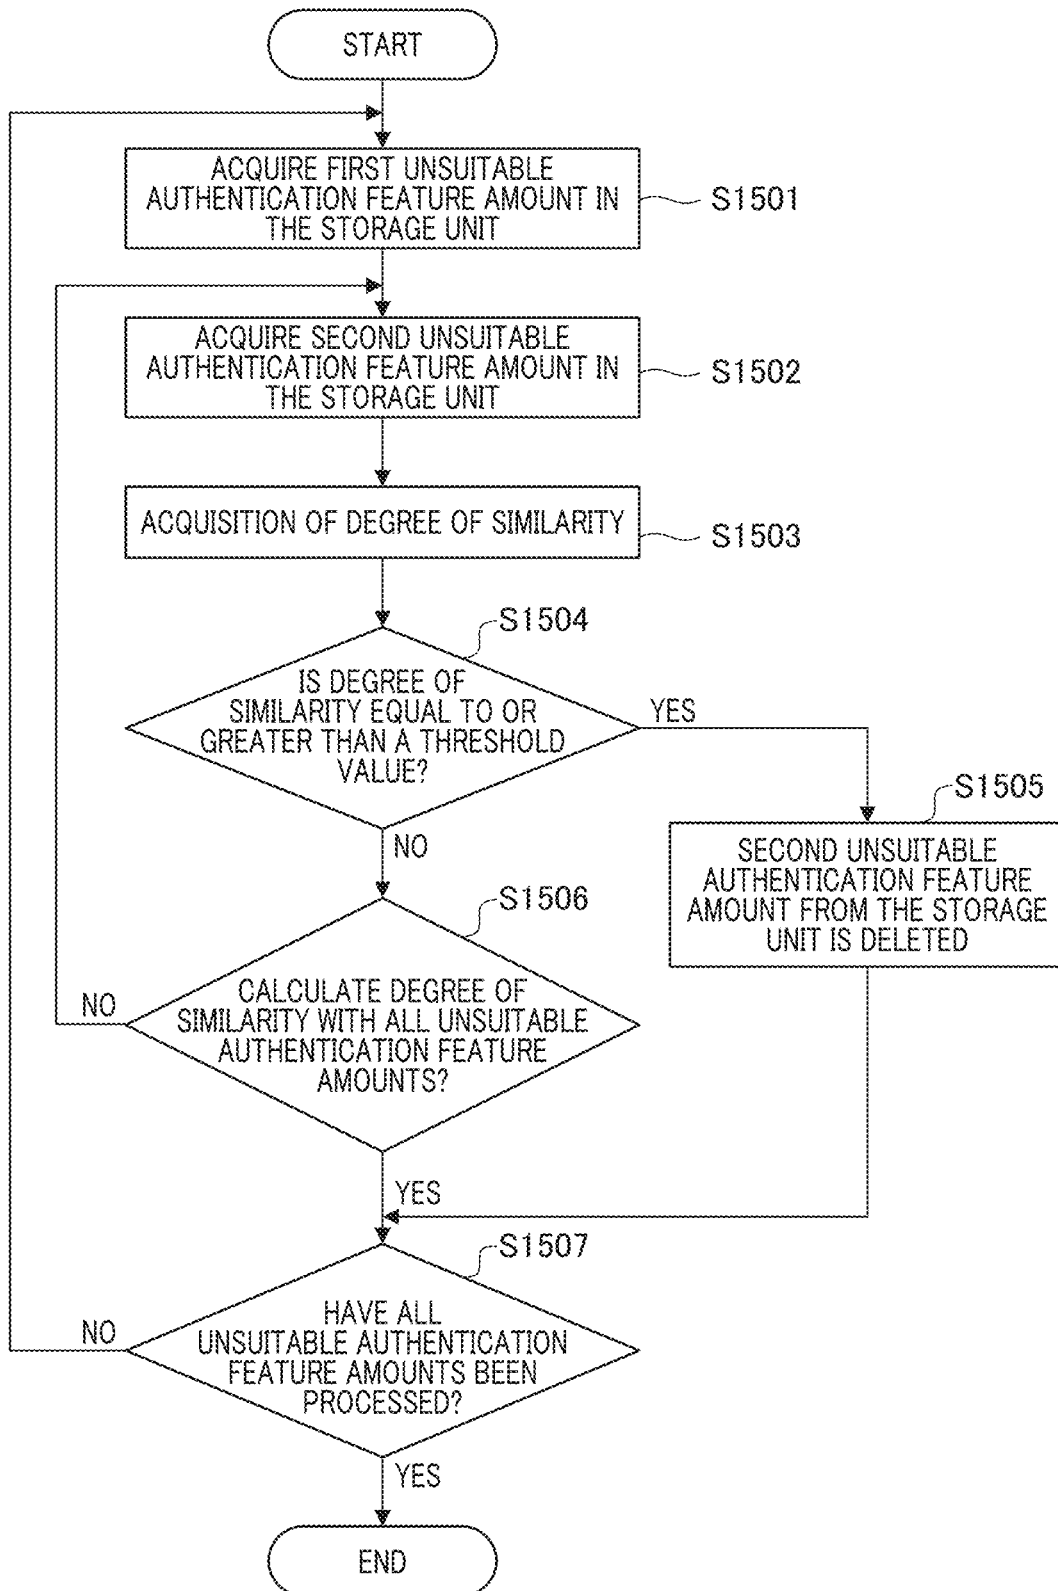 START
ACQUIRE FIRST UNSUITABLE
AUTHENTICATION FEATURE AMOUNT IN
THE STORAGE UNIT
S1501
ACQUIRE SECOND UNSUITABLE
AUTHENTICATION FEATURE AMOUNT IN
THE STORAGE UNIT
S1502
ACQUISITION OF DEGREE OF SIMILARITY
S1503
S1504
IS DEGREE OF
SIMILARITY EQUAL TO OR
GREATER THAN A THRESHOLD
VALUE?
YES
NO
S1505
SECOND UNSUITABLE
AUTHENTICATION FEATURE
AMOUNT FROM THE STORAGE
UNIT IS DELETED
S1506
CALCULATE DEGREE OF
SIMILARITY WITH ALL UNSUITABLE
AUTHENTICATION FEATURE
AMOUNTS?
NO
YES
S1507
HAVE ALL
UNSUITABLE AUTHENTICATION
FEATURE AMOUNTS BEEN
PROCESSED?
NO
YES
END